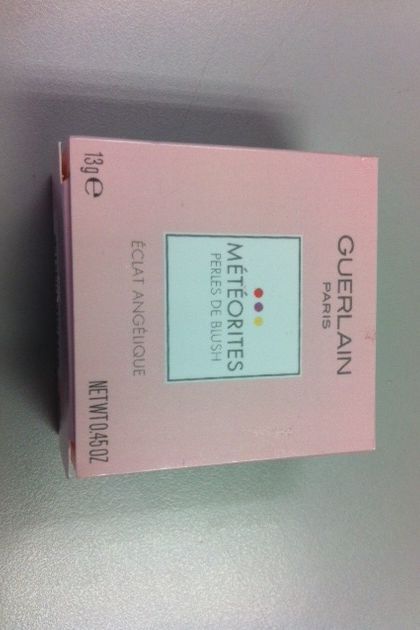 GUERLAIN
PARIS
MÉTÉORITES
PERLES DE BLUSH
ÉCLAT ANGÉLIQUE
13g e NET WT 0.45 OZ